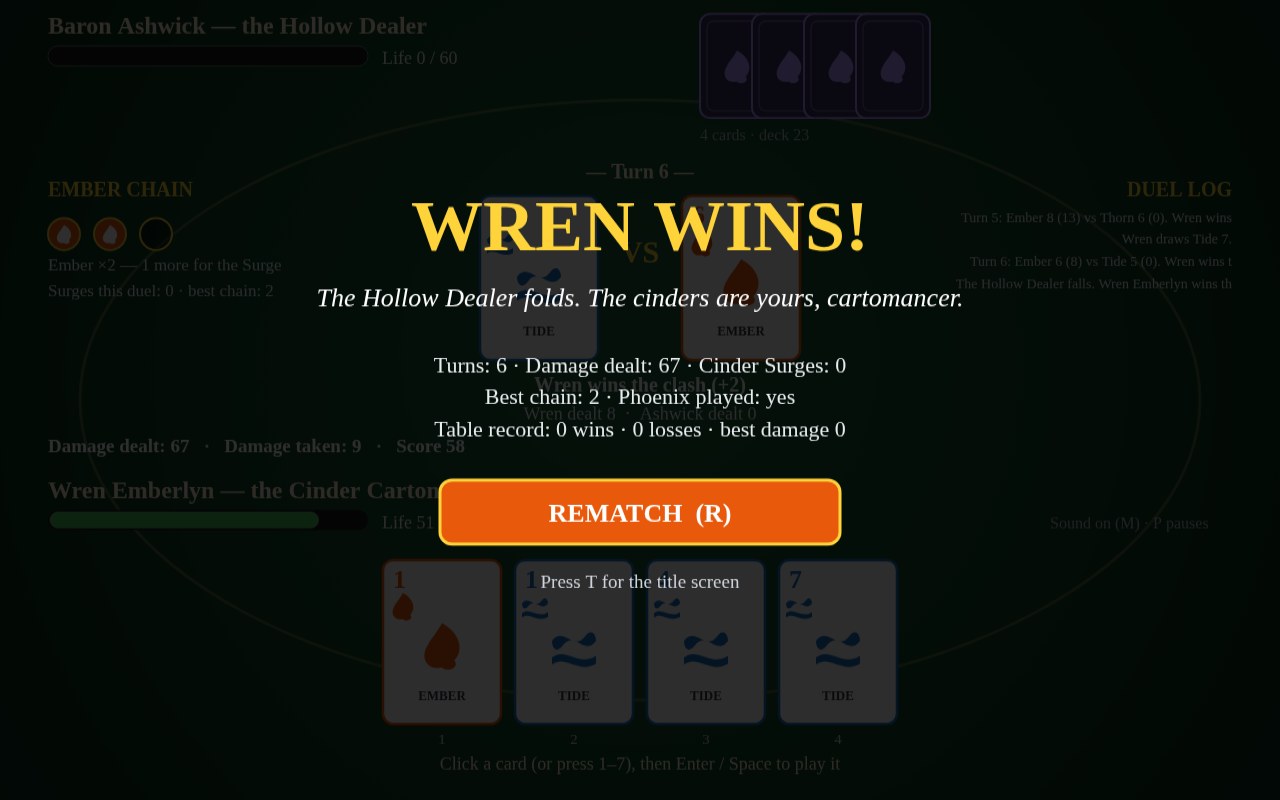 Baron Ashwick — the Hollow Dealer
Life 0 / 60
4 cards · deck 23
— Turn 6 —
EMBER CHAIN
DUEL LOG
Turn 5: Ember 8 (13) vs Thorn 6 (0). Wren wins
Wren draws Tide 7.
Turn 6: Ember 6 (8) vs Tide 5 (0). Wren wins t
The Hollow Dealer falls. Wren Emberlyn wins th
Ember ×2 — 1 more for the Surge
Surges this duel: 0 · best chain: 2
WREN WINS!
VS
The Hollow Dealer folds. The cinders are yours, cartomancer.
TIDE
EMBER
Turns: 6 · Damage dealt: 67 · Cinder Surges: 0
Wren wins the clash (+2)
Best chain: 2 · Phoenix played: yes
Wren dealt 8 · Ashwick dealt 0
Table record: 0 wins · 0 losses · best damage 0
Damage dealt: 67 · Damage taken: 9 · Score 58
Wren Emberlyn — the Cinder Carton
Life 51
REMATCH (R)
Sound on (M) · P pauses
Press T for the title screen
1
EMBER
1
TIDE
TIDE
7
TIDE
1
2
3
4
Click a card (or press 1–7), then Enter / Space to play it